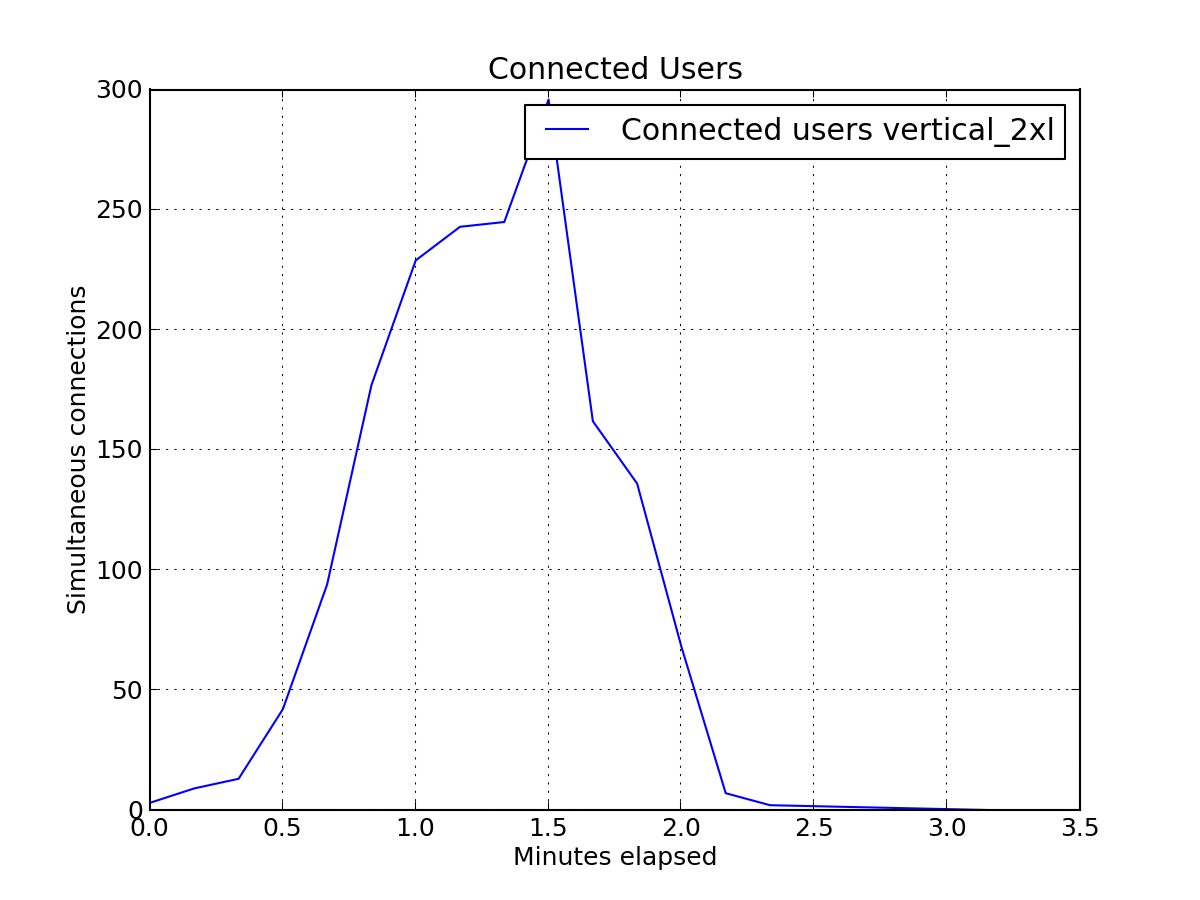 Connected Users
Connected users vertical_2xl
Simultaneous connections
300
250
200
150
100
50
0
0.0 0.5 1.0 1.5 2.0 2.5 3.0 3.5
Minutes elapsed